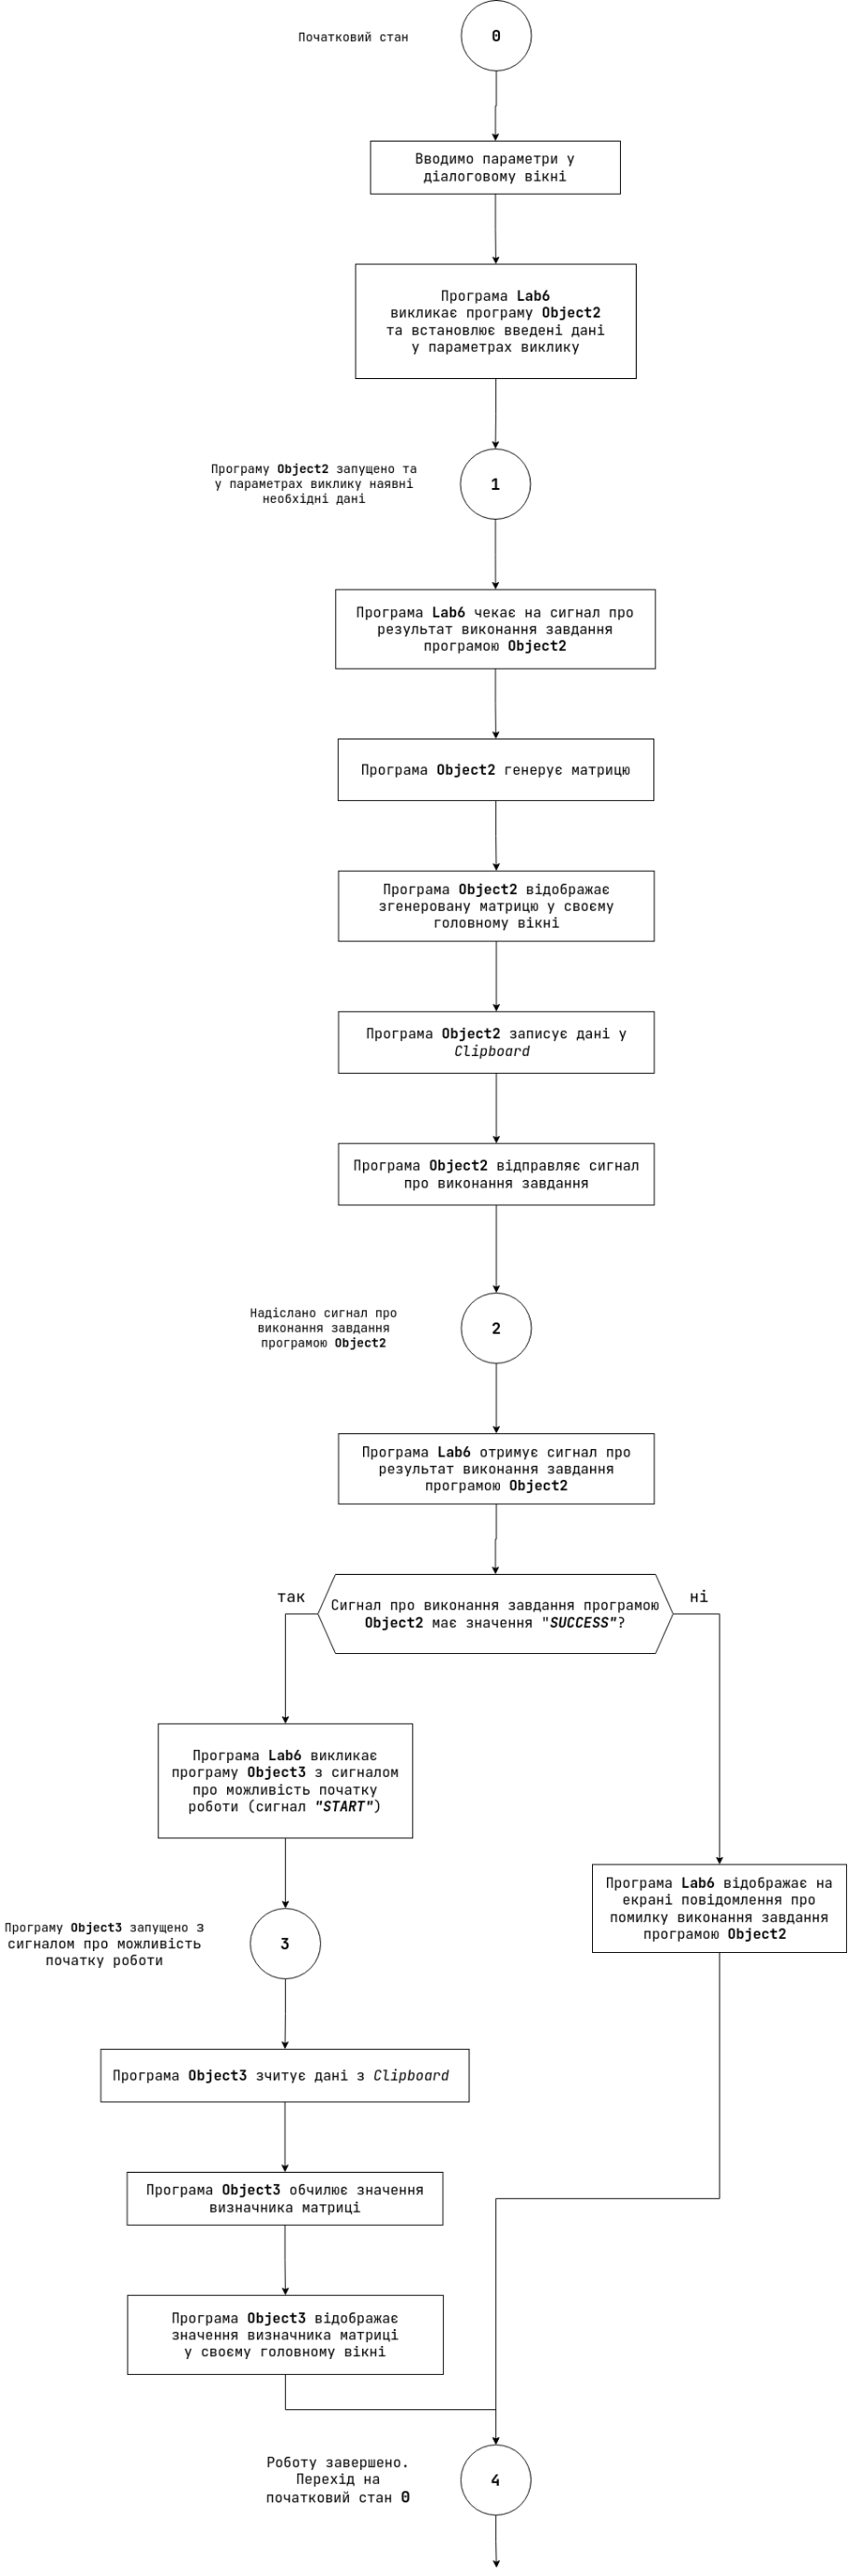 Початковий стан
0
Вводимо параметри у
діалоговому вікні
Програма Lab6
викликає програму Object2
та встановлює введені дані
у параметрах виклику
Програму Object2 запущено та
у параметрах виклику наявні
необхідні дані
1
Програма Lab6 чекає на сигнал про
результат виконання завдання
програмою Object2
Програма Object2 генерує матрицю
Програма Object2 відображає
згенеровану матрицю у своєму
головному вікні
Програма Object2 записує дані у
Clipboard
Програма Object2 відправляє сигнал
про виконання завдання
Надіслано сигнал про
виконання завдання
програмою Object2
2
Програма Lab6 отримує сигнал про
результат виконання завдання
програмою Object2
так
Сигнал про виконання завдання програмою
Object2 має значення "SUCCESS"?
ні
Програма Lab6 викликає
програму Object3 з сигналом
про можливість початку
роботи (сигнал "START")
Програма Lab6 відображає на
екрані повідомлення про
помилку виконання завдання
програмою Object2
Програму Object3 запущено з
сигналом про можливість
початку роботи
3
Програма Object3 зчитує дані з Clipboard
Програма Object3 обчилює значення
визначника матриці
Програма Object3 відображає
значення визначника матриці
у своєму головному вікні
Роботу завершено.
Перехід на
початковий стан 0
4